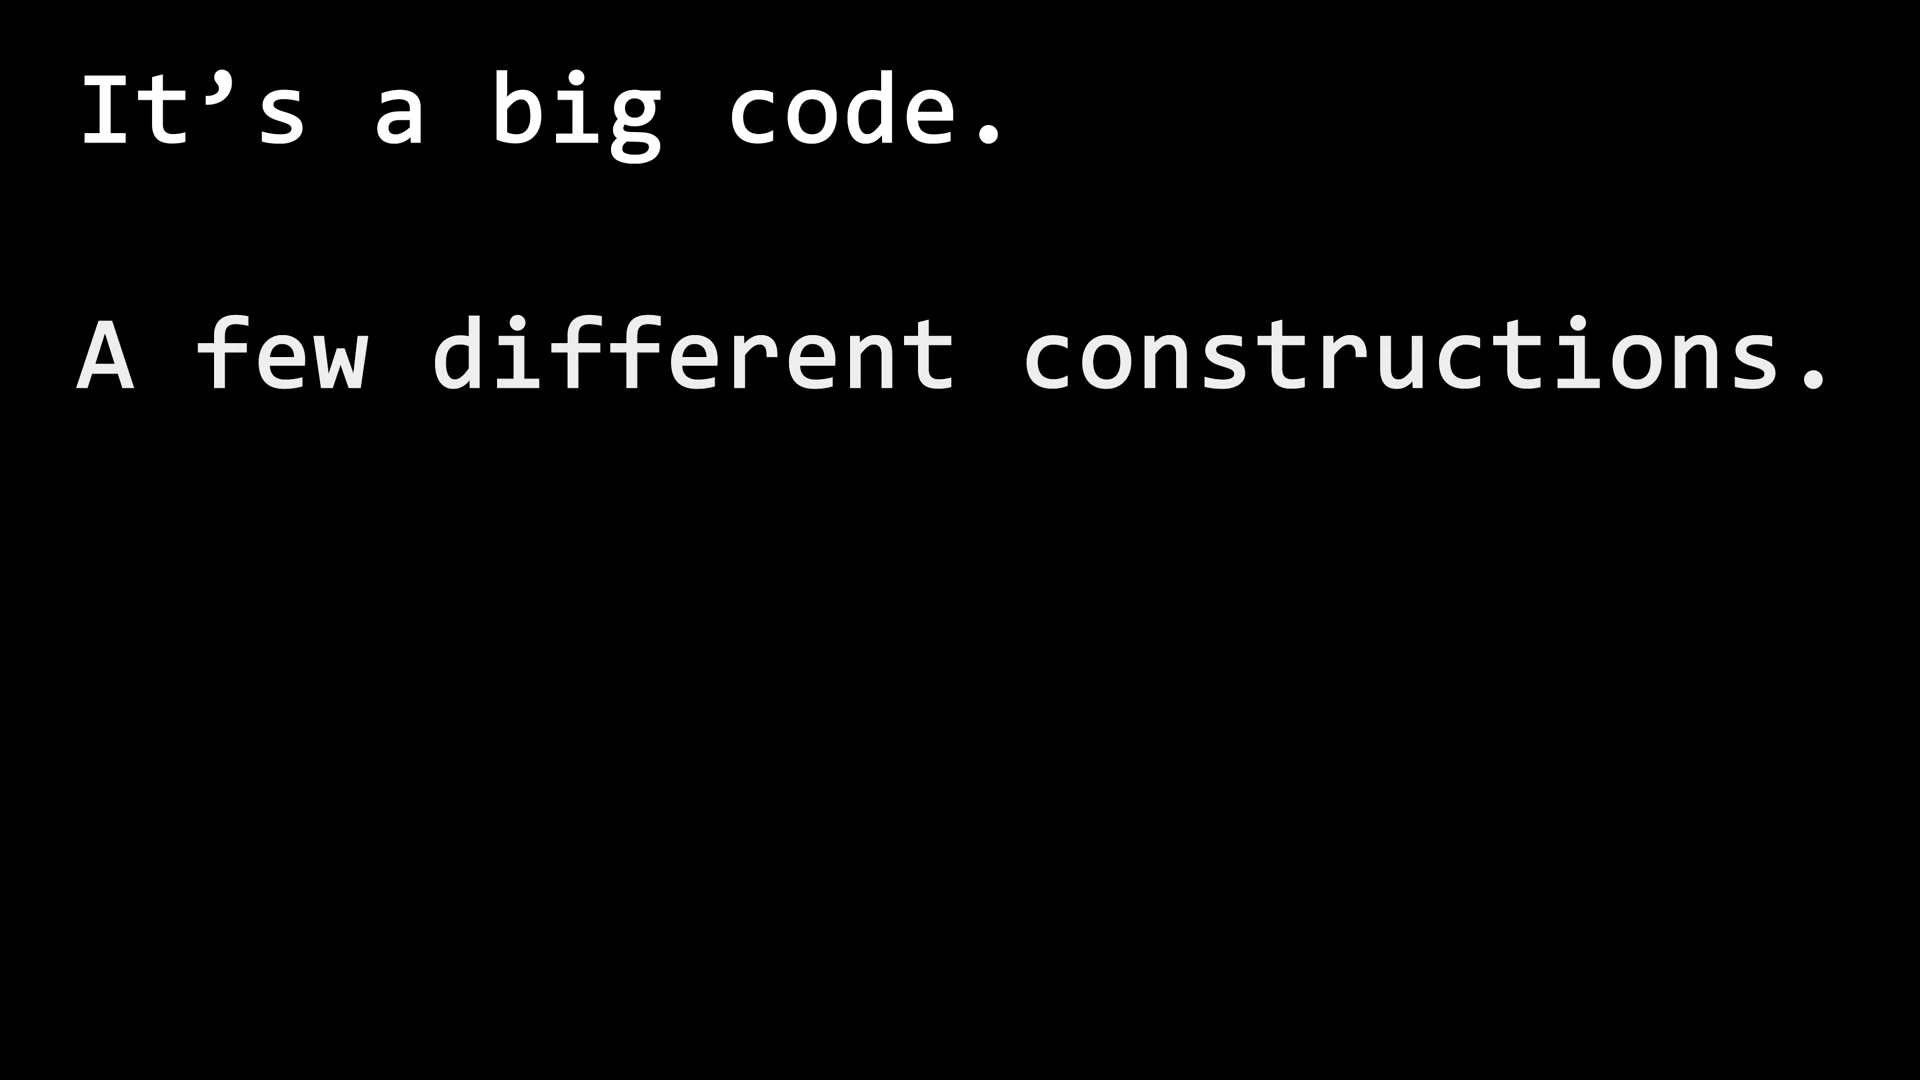 It’s a big code.
A few different constructions.